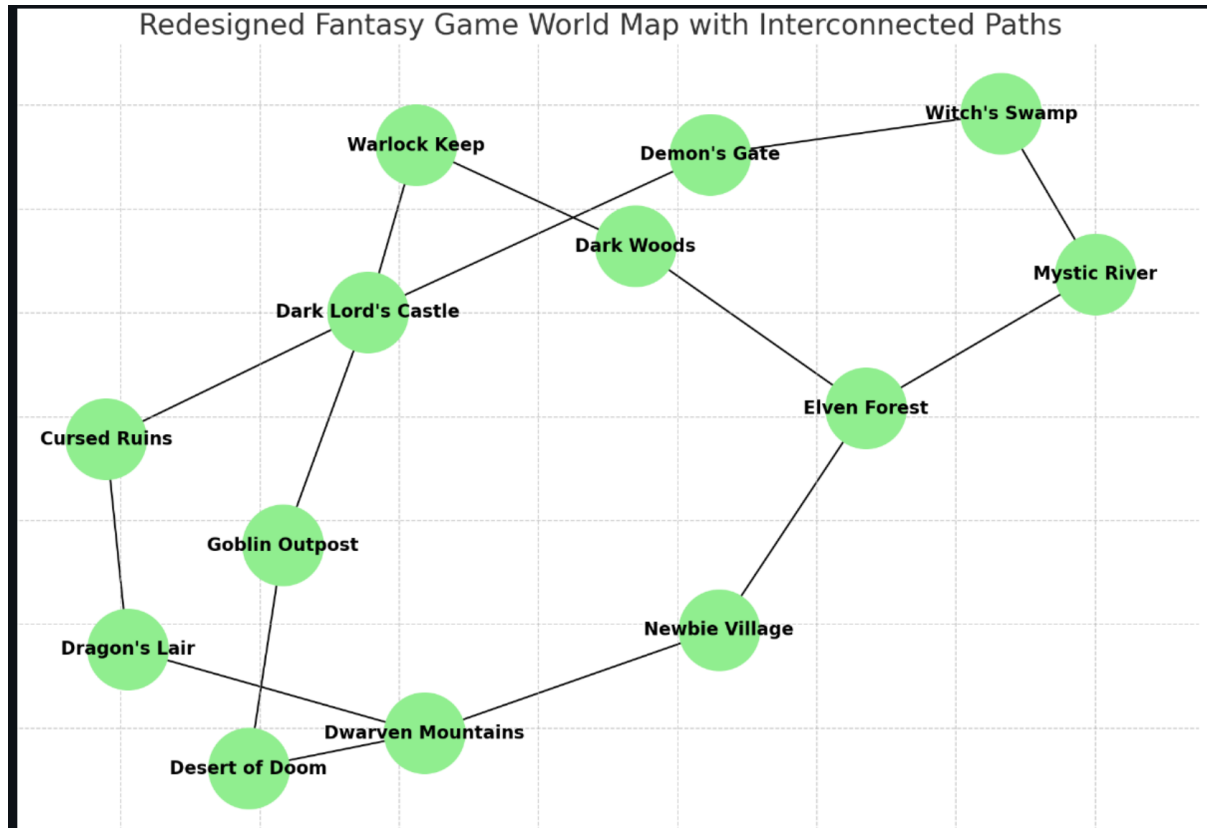 Redesigned Fantasy Game World Map with Interconnected Paths
Witch's Swamp
Warlock Keep
Demon's Gate
Dark Woods
Mystic River
Dark Lord's Castle
Elven Forest
Cursed Ruins
Goblin Outpost
Newbie Village
Dragon's Lair
Dwarven Mountains
Desert of Doom